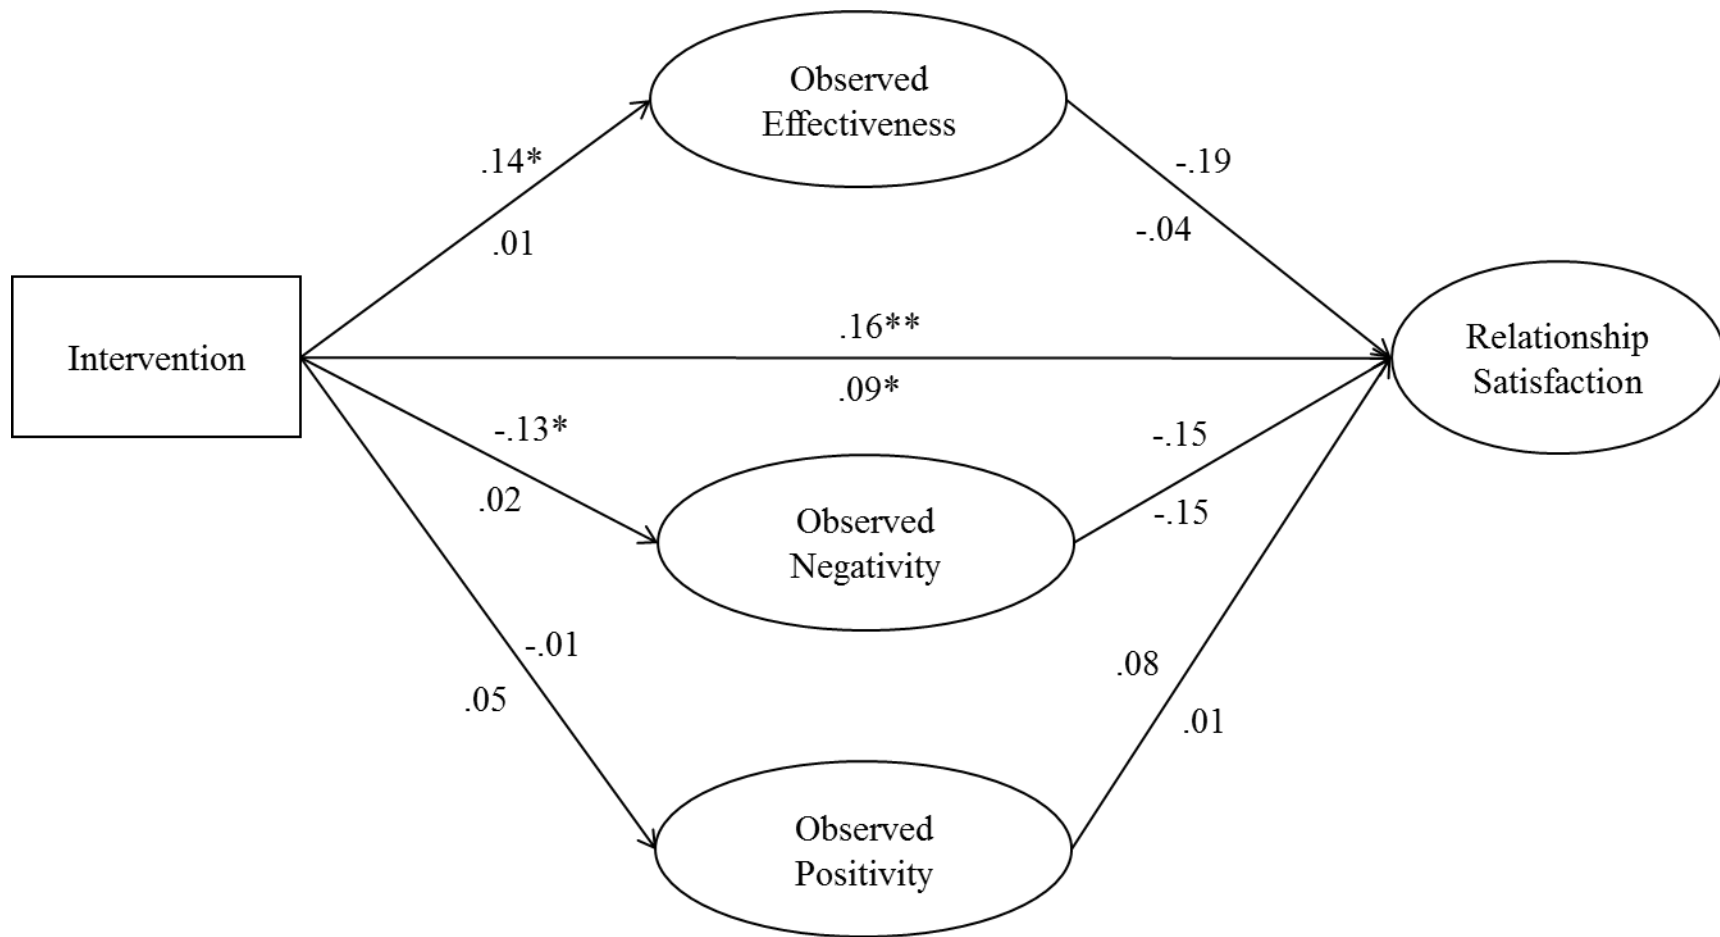 Observed
Effectiveness
.14*
-.19
.01
-.04
Intervention
.16**
.09*
Relationship
Satisfaction
-.13*
-.15
.02
-.15
Observed
Negativity
-.01
.08
.05
.01
Observed
Positivity